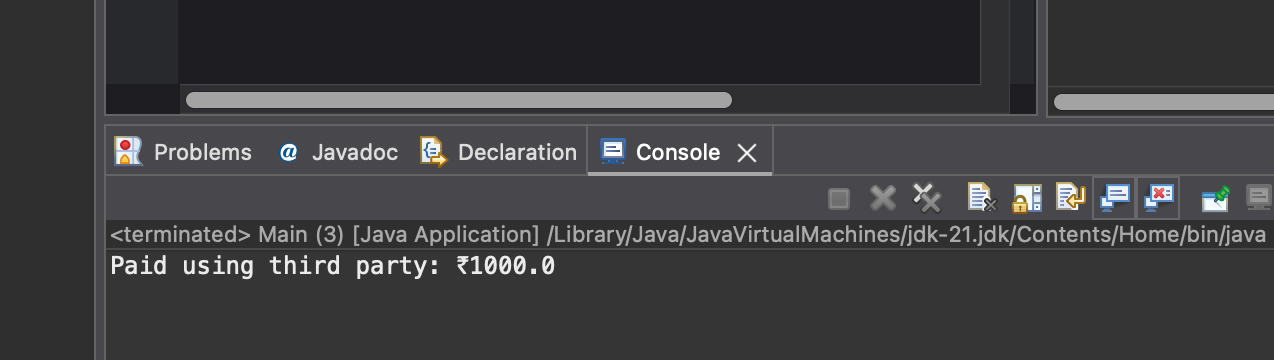 Problems @ Javadoc Declaration Console
<terminated> Main (3) [Java Application] /Library/Java/JavaVirtualMachines/jdk-21.jdk/Contents/Home/bin/java
Paid using third party: ₹1000.0